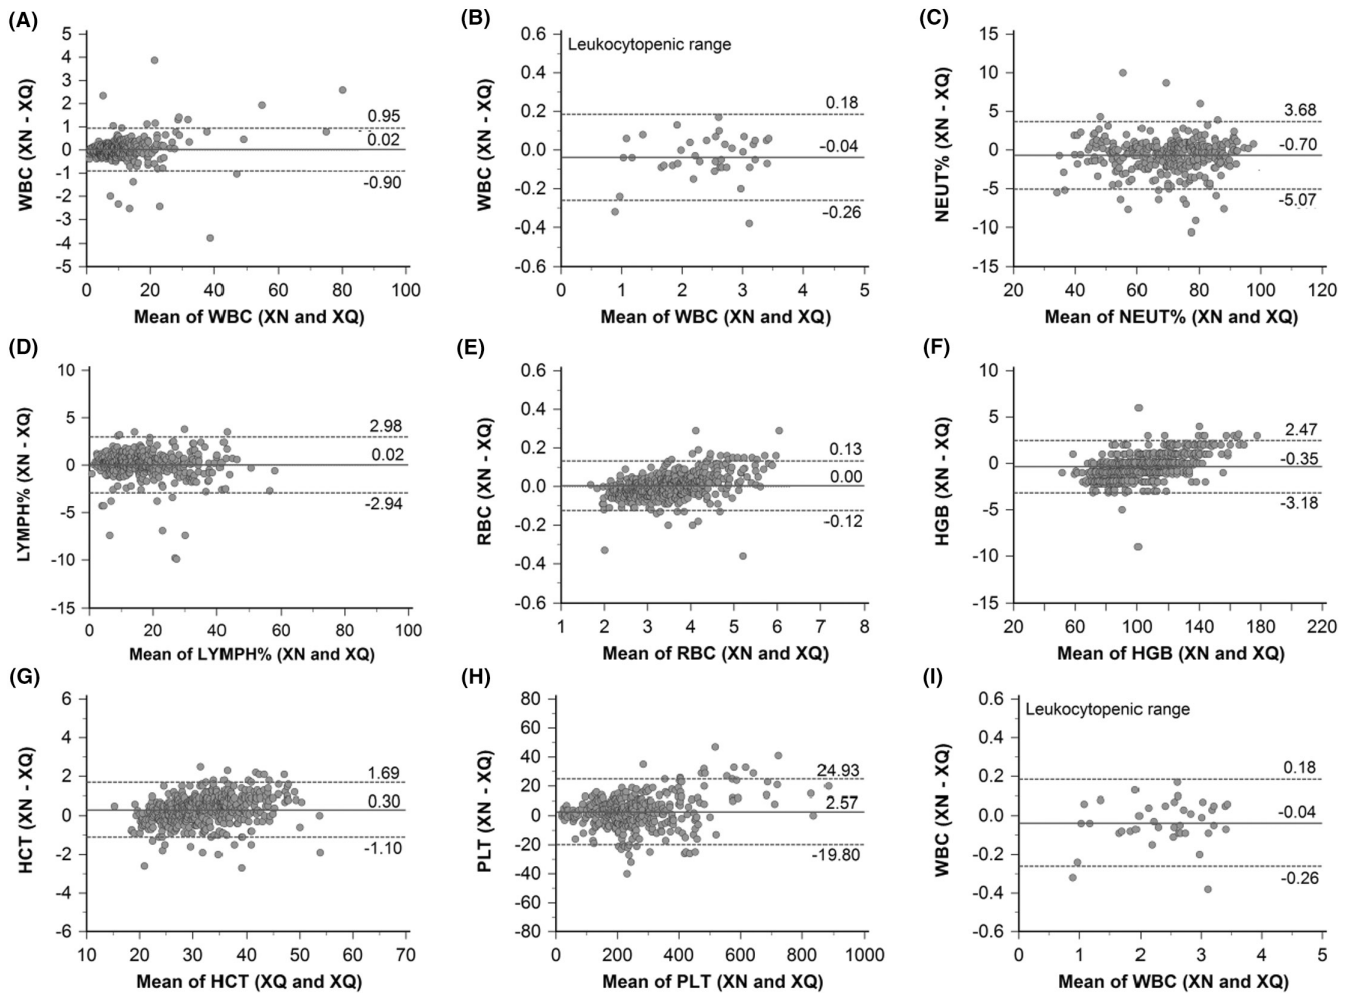 (A)
WBC (XN - XQ)
5
4
3
2
1
0
-1
-2
-3
-4
-5
0.95
0.02
-0.90
0 20 40 60 80 100
Mean of WBC (XN and XQ)
(B)
WBC (XN - XQ)
Leukocytopenic range
0.6
0.4
0.2
0.0
-0.2
-0.4
-0.6
0.18
-0.04
-0.26
0 1 2 3 4 5
Mean of WBC (XN and XQ)
(C)
NEUT% (XN - XQ)
15
10
5
0
-5
-10
-15
3.68
-0.70
-5.07
20 40 60 80 100 120
Mean of NEUT% (XN and XQ)
(D)
LYMPH% (XN - XQ)
10
5
0
-5
-10
-15
2.98
0.02
-2.94
0 20 40 60 80 100
Mean of LYMPH% (XN and XQ)
(E)
RBC (XN - XQ)
0.6
0.4
0.2
0.0
-0.2
-0.4
-0.6
0.13
0.00
-0.12
1 2 3 4 5 6 7 8
Mean of RBC (XN and XQ)
(F)
HGB (XN - XQ)
10
5
0
-5
-10
-15
2.47
-0.35
-3.18
20 60 100 140 180 220
Mean of HGB (XN and XQ)
(G)
HCT (XN - XQ)
6
4
2
0
-2
-4
-6
1.69
0.30
-1.10
10 20 30 40 50 60 70
Mean of HCT (XQ and XQ)
(H)
PLT (XN - XQ)
80
60
40
20
0
-20
-40
-60
-80
24.93
2.57
-19.80
0 200 400 600 800 1000
Mean of PLT (XN and XQ)
(I)
WBC (XN - XQ)
Leukocytopenic range
0.6
0.4
0.2
0.0
-0.2
-0.4
-0.6
0.18
-0.04
-0.26
0 1 2 3 4 5
Mean of WBC (XN and XQ)